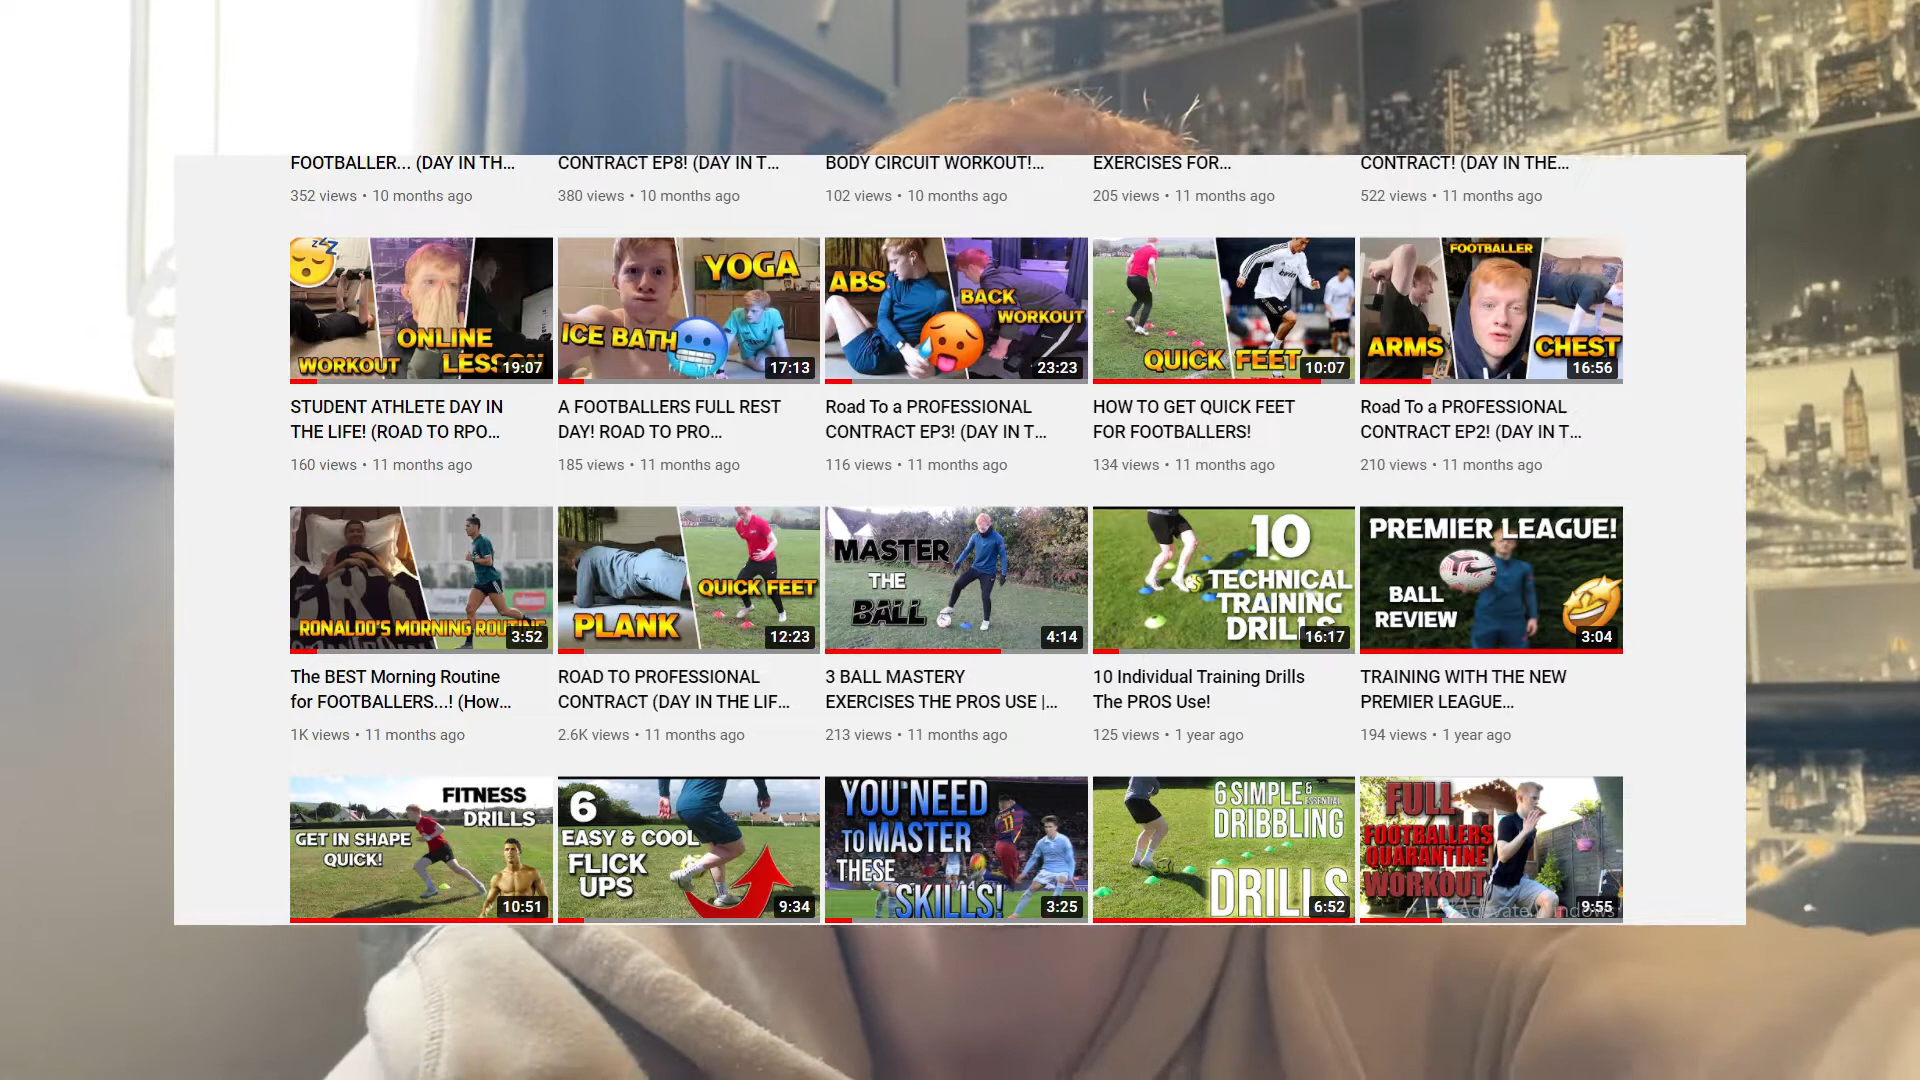 FOOTBALLER... (DAY IN TH...
352 views • 10 months ago
CONTRACT EP8! (DAY IN T...
380 views • 10 months ago
BODY CIRCUIT WORKOUT!...
102 views • 10 months ago
EXERCISES FOR...
205 views • 11 months ago
CONTRACT! (DAY IN THE...
522 views • 11 months ago
ZZZ
ONLINE
WORKOUT
19:07
STUDENT ATHLETE DAY IN
THE LIFE! (ROAD TO RPO...
160 views • 11 months ago
YOGA
ICE BATH
17:13
A FOOTBALLERS FULL REST
DAY! ROAD TO PRO...
185 views • 11 months ago
ABS
BACK
WORKOUT
23:23
Road To a PROFESSIONAL
CONTRACT EP3! (DAY IN T...
116 views • 11 months ago
bwin
QUICK FEET
10:07
HOW TO GET QUICK FEET
FOR FOOTBALLERS!
134 views • 11 months ago
FOOTBALLER
ARMS
CHEST
16:56
Road To a PROFESSIONAL
CONTRACT EP2! (DAY IN T...
210 views • 11 months ago
RONALDO'S MORNING ROUTINE
3:52
The BEST Morning Routine
for FOOTBALLERS...! (How...
1K views • 11 months ago
QUICK FEET
PLANK
12:23
ROAD TO PROFESSIONAL
CONTRACT (DAY IN THE LIF...
2.6K views • 11 months ago
MASTER
THE
BALL
4:14
3 BALL MASTERY
EXERCISES THE PROS USE |...
213 views • 11 months ago
10
TECHNICAL
TRAINING
DRILLS
16:17
10 Individual Training Drills
The PROS Use!
125 views • 1 year ago
PREMIER LEAGUE!
BALL
REVIEW
3:04
TRAINING WITH THE NEW
PREMIER LEAGUE...
194 views • 1 year ago
FITNESS
DRILLS
GET IN SHAPE
QUICK!
10:51
6
EASY & COOL
FLICK
UPS
9:34
YOU NEED
TO MASTER
THESE
SKILLS!
11
3:25
6 SIMPLE & ESSENTIAL
DRIBBLING
DRILLS
6:52
FULL
FOOTBALLERS
QUARANTINE
WORKOUT
9:55
Activate Windows